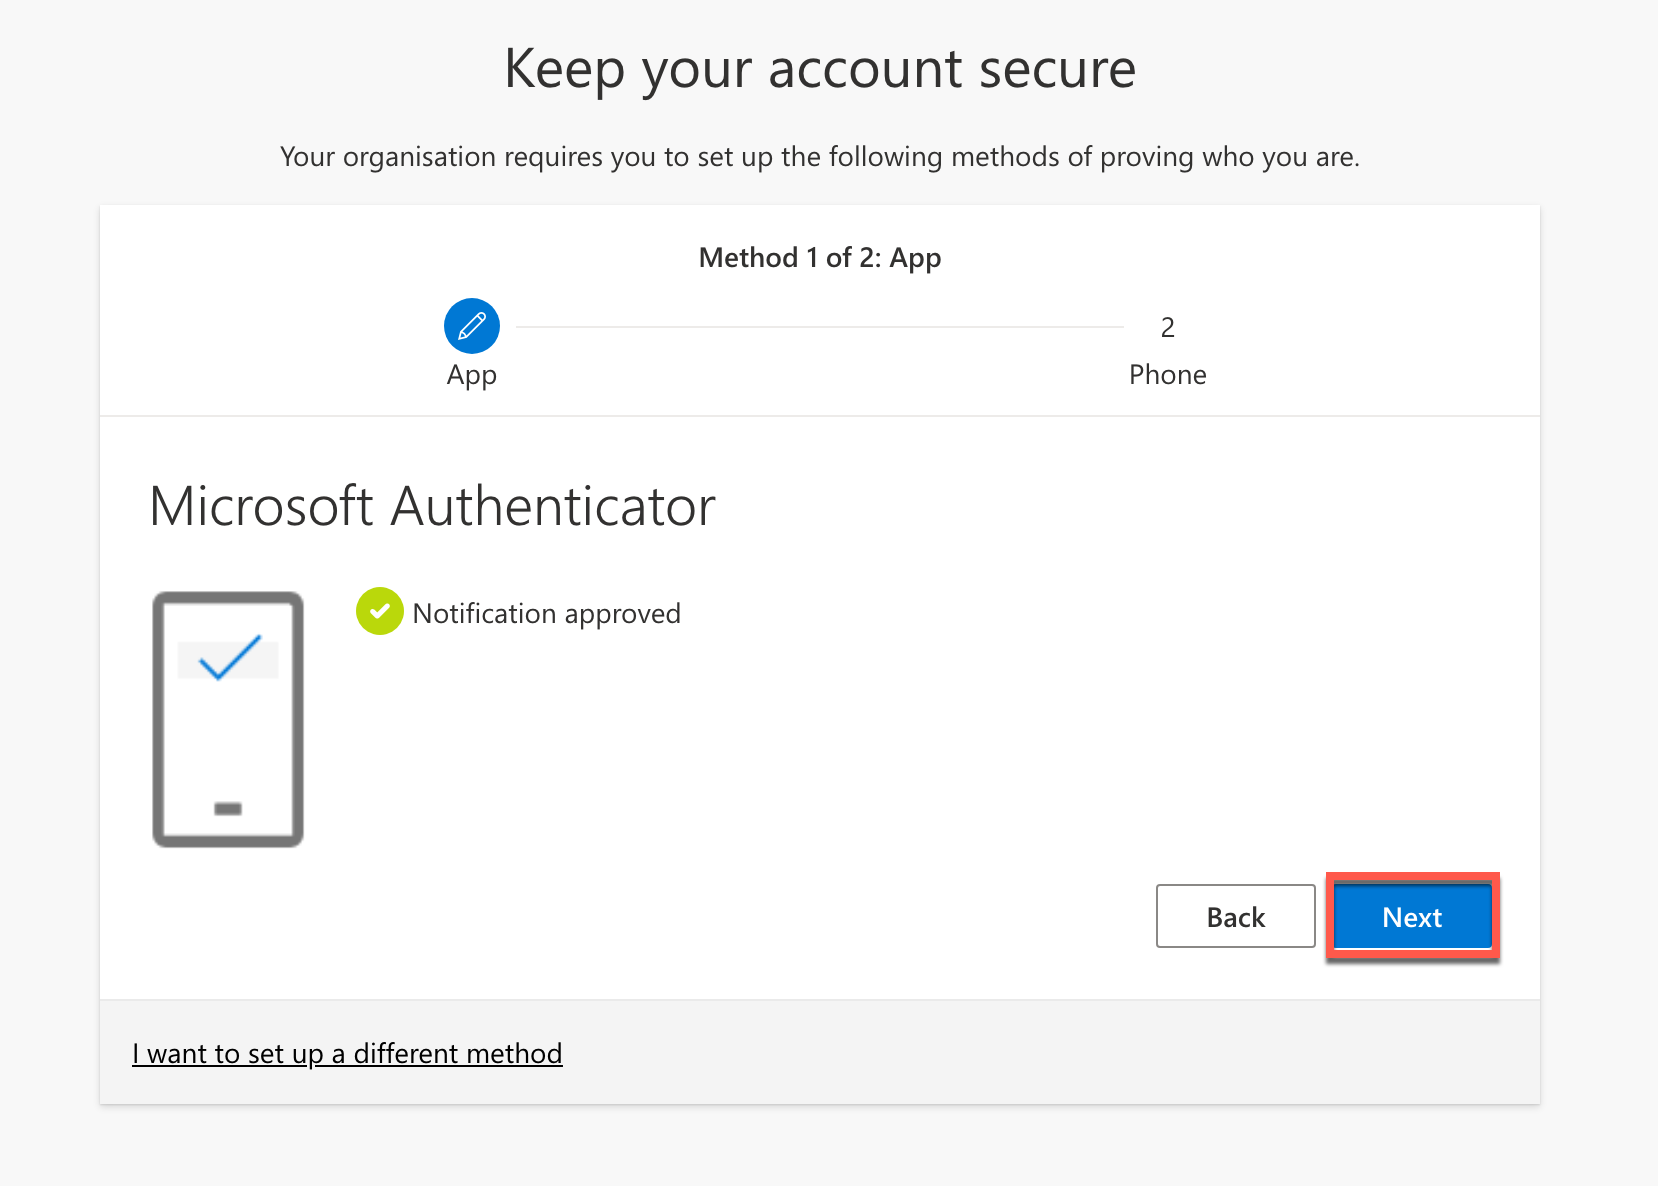 Keep your account secure
Your organisation requires you to set up the following methods of proving who you are.
Method 1 of 2: App
2
App
Phone
Microsoft Authenticator
Notification approved
Back
Next
I want to set up a different method